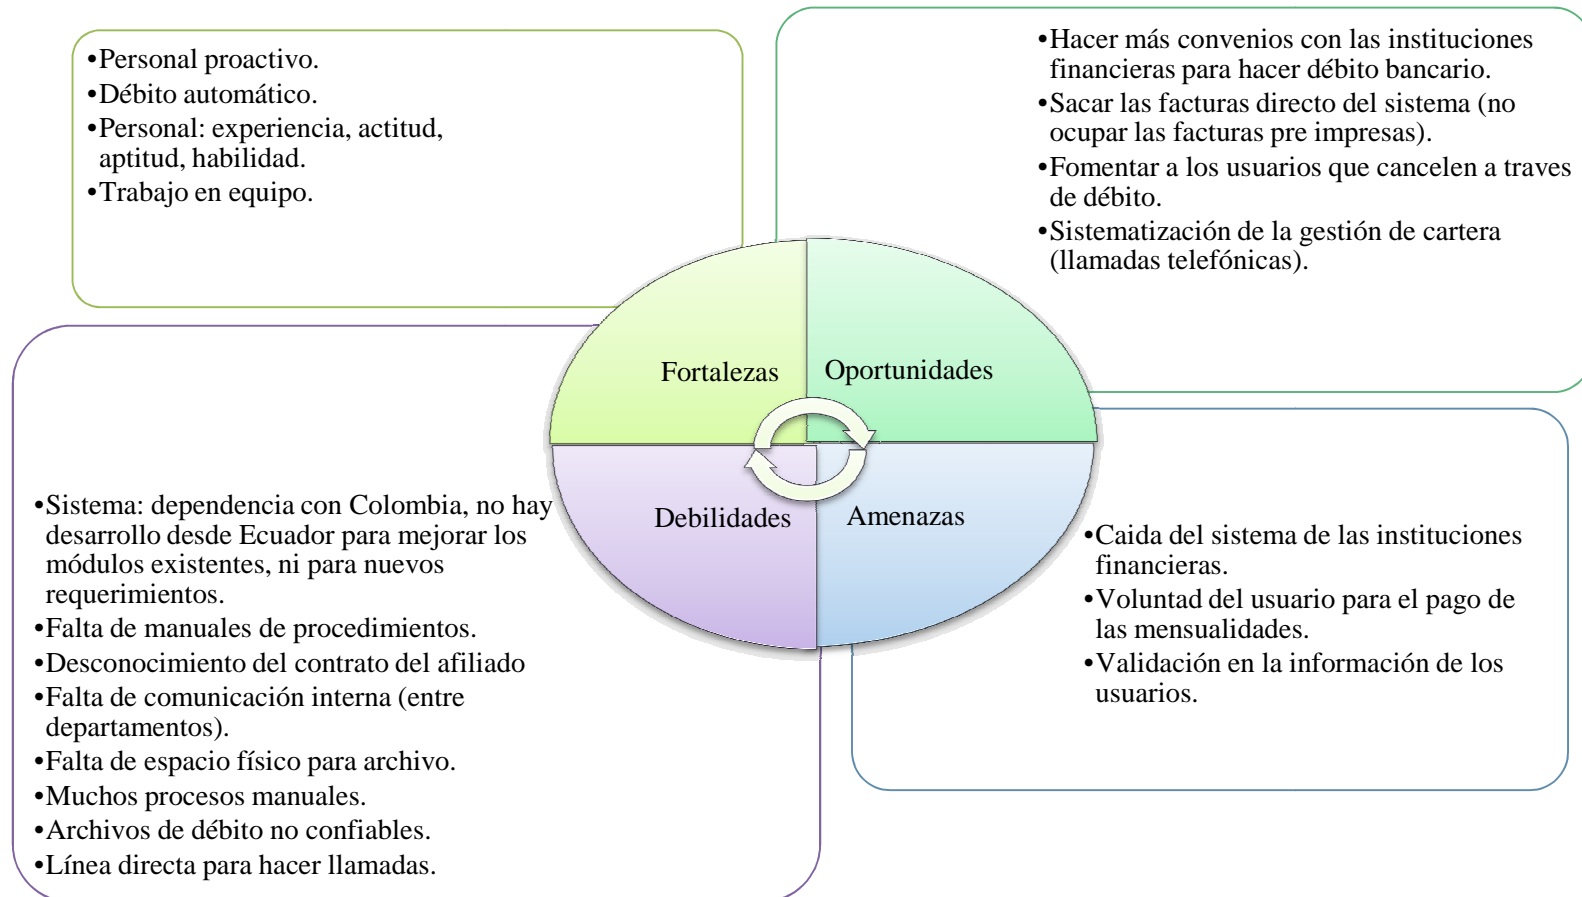 •Personal proactivo.
•Débito automático.
•Personal: experiencia, actitud,
aptitud, habilidad.
•Trabajo en equipo.
•Hacer más convenios con las instituciones
financieras para hacer débito bancario.
•Sacar las facturas directo del sistema (no
ocupar las facturas pre impresas).
•Fomentar a los usuarios que cancelen a traves
de débito.
•Sistematización de la gestión de cartera
(llamadas telefónicas).
Fortalezas
Oportunidades
Debilidades
Amenazas
•Sistema: dependencia con Colombia, no hay
desarrollo desde Ecuador para mejorar los
módulos existentes, ni para nuevos
requerimientos.
•Falta de manuales de procedimientos.
•Desconocimiento del contrato del afiliado
•Falta de comunicación interna (entre
departamentos).
•Falta de espacio físico para archivo.
•Muchos procesos manuales.
•Archivos de débito no confiables.
•Línea directa para hacer llamadas.
•Caida del sistema de las instituciones
financieras.
•Voluntad del usuario para el pago de
las mensualidades.
•Validación en la información de los
usuarios.